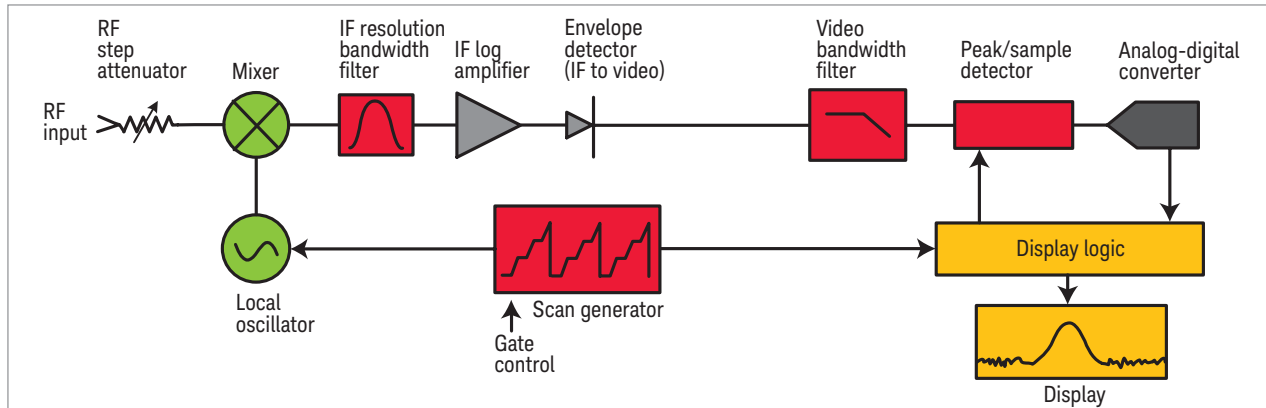 RF
step
attenuator
Mixer
IF resolution
bandwidth
filter
IF log
amplifier
Envelope
detector
(IF to video)
Video
bandwidth
filter
Peak/sample
detector
Analog-digital
converter
RF
input
Local
oscillator
Scan generator
Gate
control
Display logic
Display